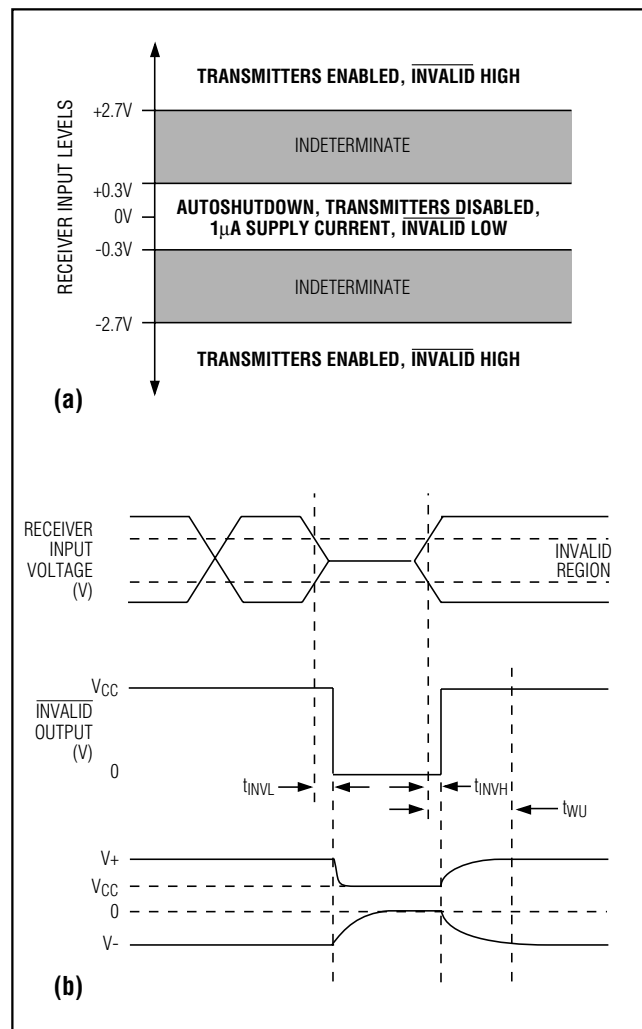 TRANSMITTERS ENABLED, INVALID HIGH
+2.7V
INDETERMINATE
+0.3V
RECEIVER INPUT LEVELS
0V
AUTOSHUTDOWN, TRANSMITTERS DISABLED,
1μA SUPPLY CURRENT, INVALID LOW
-0.3V
INDETERMINATE
-2.7V
TRANSMITTERS ENABLED, INVALID HIGH
(a)
RECEIVER
INPUT
VOLTAGE
(V)
INVALID
REGION
VCC
INVALID
OUTPUT
(V)
0
tINVL
tINVH
tWU
V+
VCC
0
V-
(b)